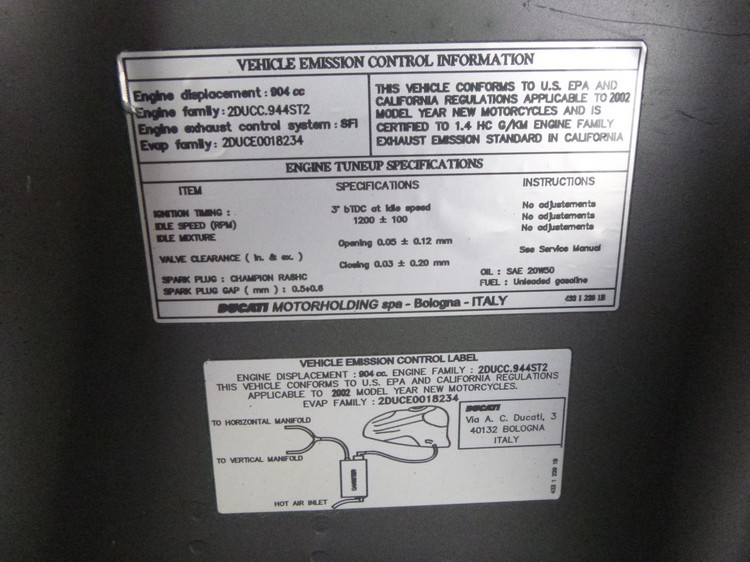 VEHICLE EMISSION CONTROL INFORMATION
Engine displacement : 904 cc
Engine family : 2DUCC.944ST2
Engine exhaust control system : SFI
Evap family : 2DUCE0018234
THIS VEHICLE CONFORMS TO U.S. EPA AND
CALIFORNIA REGULATIONS APPLICABLE TO 2002
MODEL YEAR NEW MOTORCYCLES AND IS
CERTIFIED TO 1.4 HC G/KM ENGINE FAMILY
EXHAUST EMISSION STANDARD IN CALIFORNIA
ENGINE TUNEUP SPECIFICATIONS
ITEM SPECIFICATIONS INSTRUCTIONS
IGNITION TIMING : 3° bTDC at idle speed No adjustements
IDLE SPEED (RPM) 1200 ± 100 No adjustements
IDLE MIXTURE No adjustements
Opening 0.05 ± 0.12 mm See Service Manual
VALVE CLEARANCE ( in. & ex. )
Closing 0.03 ± 0.20 mm
SPARK PLUG : CHAMPION RA6HC OIL : SAE 20W50
SPARK PLUG GAP ( mm ) : 0.5+0.6 FUEL : Unleaded gasoline
DUCATI MOTORHOLDING spa - Bologna - ITALY
VEHICLE EMISSION CONTROL LABEL
ENGINE DISPLACEMENT : 904 cc. ENGINE FAMILY : 2DUCC.944ST2
THIS VEHICLE CONFORMS TO U.S. EPA AND CALIFORNIA REGULATIONS
APPLICABLE TO 2002 MODEL YEAR NEW MOTORCYCLES.
EVAP FAMILY : 2DUCE0018234
TO HORIZONTAL MANIFOLD
TO VERTICAL MANIFOLD
CANISTER
HOT AIR INLET
DUCATI
Via A. C. Ducati, 3
40132 BOLOGNA
ITALY